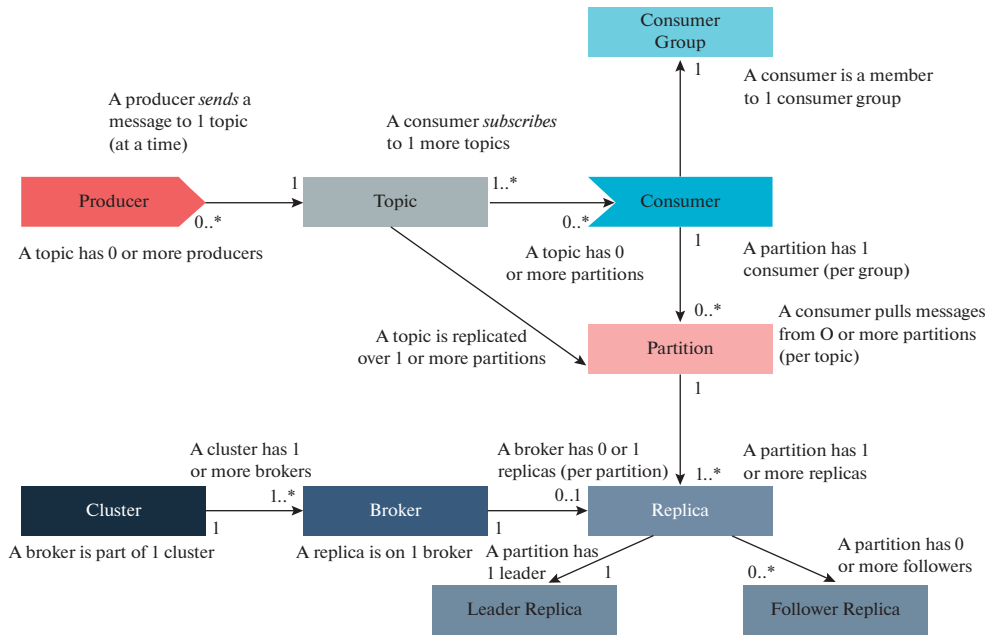 Consumer
Group
1
A consumer is a member
to 1 consumer group
A producer sends a
message to 1 topic
(at a time)
A consumer subscribes
to 1 more topics
Producer
1
0..*
Topic
1..*
0..*
Consumer
A topic has 0 or more producers
A topic has 0
or more partitions
1
A partition has 1
consumer (per group)
0..*
A topic is replicated
over 1 or more partitions
Partition
A consumer pulls messages
from O or more partitions
(per topic)
1
A cluster has 1
or more brokers
A broker has 0 or 1
replicas (per partition)
A partition has 1
or more replicas
1..*
Cluster
1
1..*
Broker
1
0..1
Replica
A broker is part of 1 cluster
A replica is on 1 broker
A partition has
1 leader
1
0..*
A partition has 0
or more followers
Leader Replica
Follower Replica